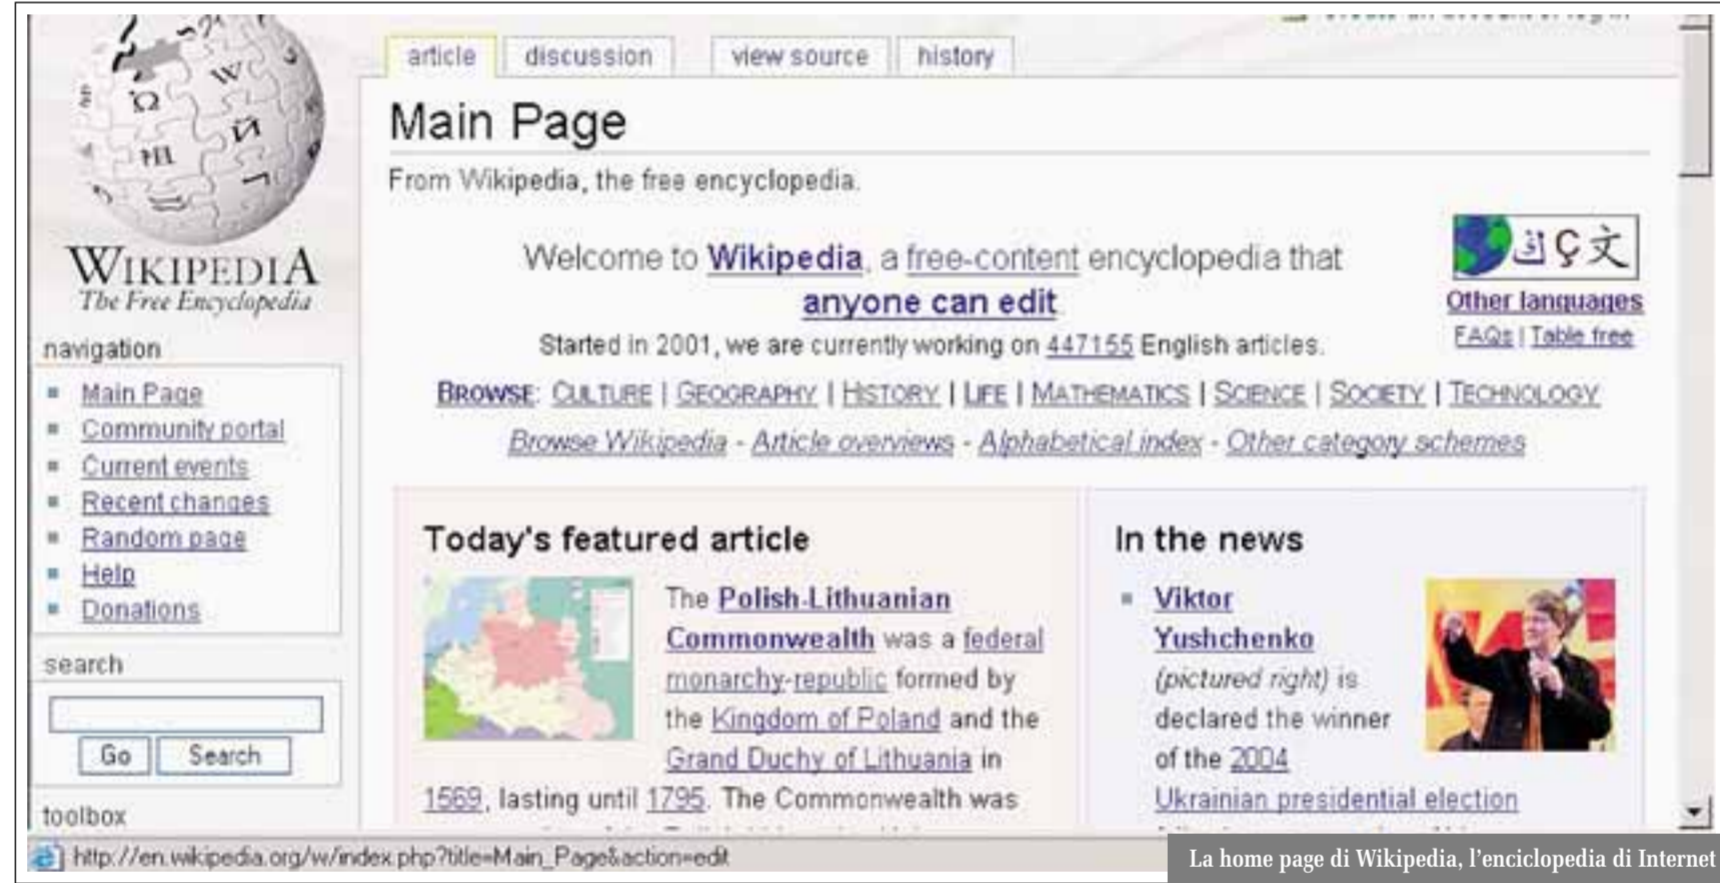 article discussion view source history
WIKIPEDIA
The Free Encyclopedia
navigation
Main Page
Community portal
Current events
Recent changes
Random page
Help
Donations
search
Go Search
toolbox
Main Page
From Wikipedia, the free encyclopedia.
Welcome to Wikipedia, a free-content encyclopedia that
anyone can edit
Started in 2001, we are currently working on 447155 English articles.
Other languages
FAQs | Table free
BROWSE: CULTURE | GEOGRAPHY | HISTORY | LIFE | MATHEMATICS | SCIENCE | SOCIETY | TECHNOLOGY
Browse Wikipedia - Article overviews - Alphabetical index - Other category schemes
Today's featured article
The Polish-Lithuanian
Commonwealth was a federal
monarchy-republic formed by
the Kingdom of Poland and the
Grand Duchy of Lithuania in
1569, lasting until 1795. The Commonwealth was
In the news
Viktor
Yushchenko
(pictured right) is
declared the winner
of the 2004
Ukrainian presidential election
http://en.wikipedia.org/w/index.php?title=Main_Page&action=edit
La home page di Wikipedia, l'enciclopedia di Internet